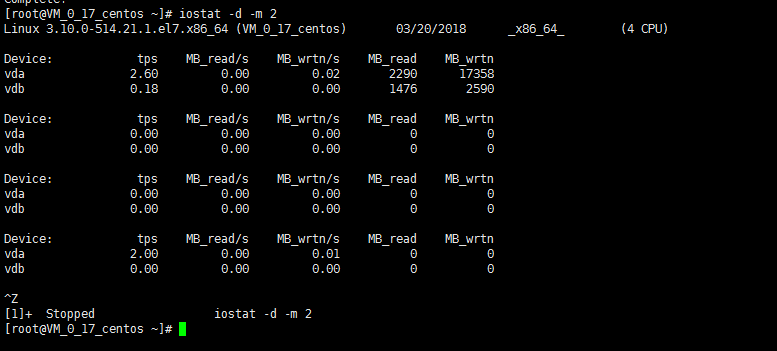 Complete!
[root@VM_0_17_centos ~]# iostat -d -m 2
Linux 3.10.0-514.21.1.el7.x86_64 (VM_0_17_centos) 03/20/2018 _x86_64_ (4 CPU)
Device: tps MB_read/s MB_wrtn/s MB_read MB_wrtn
vda 2.60 0.00 0.02 2290 17358
vdb 0.18 0.00 0.00 1476 2590
Device: tps MB_read/s MB_wrtn/s MB_read MB_wrtn
vda 0.00 0.00 0.00 0 0
vdb 0.00 0.00 0.00 0 0
Device: tps MB_read/s MB_wrtn/s MB_read MB_wrtn
vda 0.00 0.00 0.00 0 0
vdb 0.00 0.00 0.00 0 0
Device: tps MB_read/s MB_wrtn/s MB_read MB_wrtn
vda 2.00 0.00 0.01 0 0
vdb 0.00 0.00 0.00 0 0
^Z
[1]+ Stopped iostat -d -m 2
[root@VM_0_17_centos ~]#